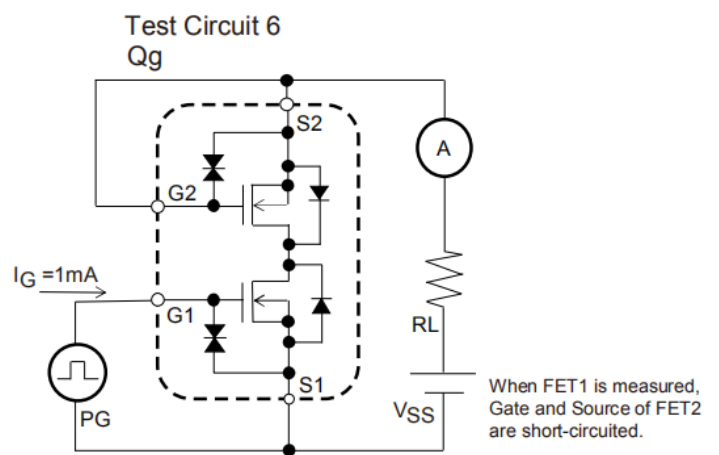 Test Circuit 6
Qg
S2
A
G2
IG =1mA
G1
RL
S1
VSS
PG
When FET1 is measured,
Gate and Source of FET2
are short-circuited.